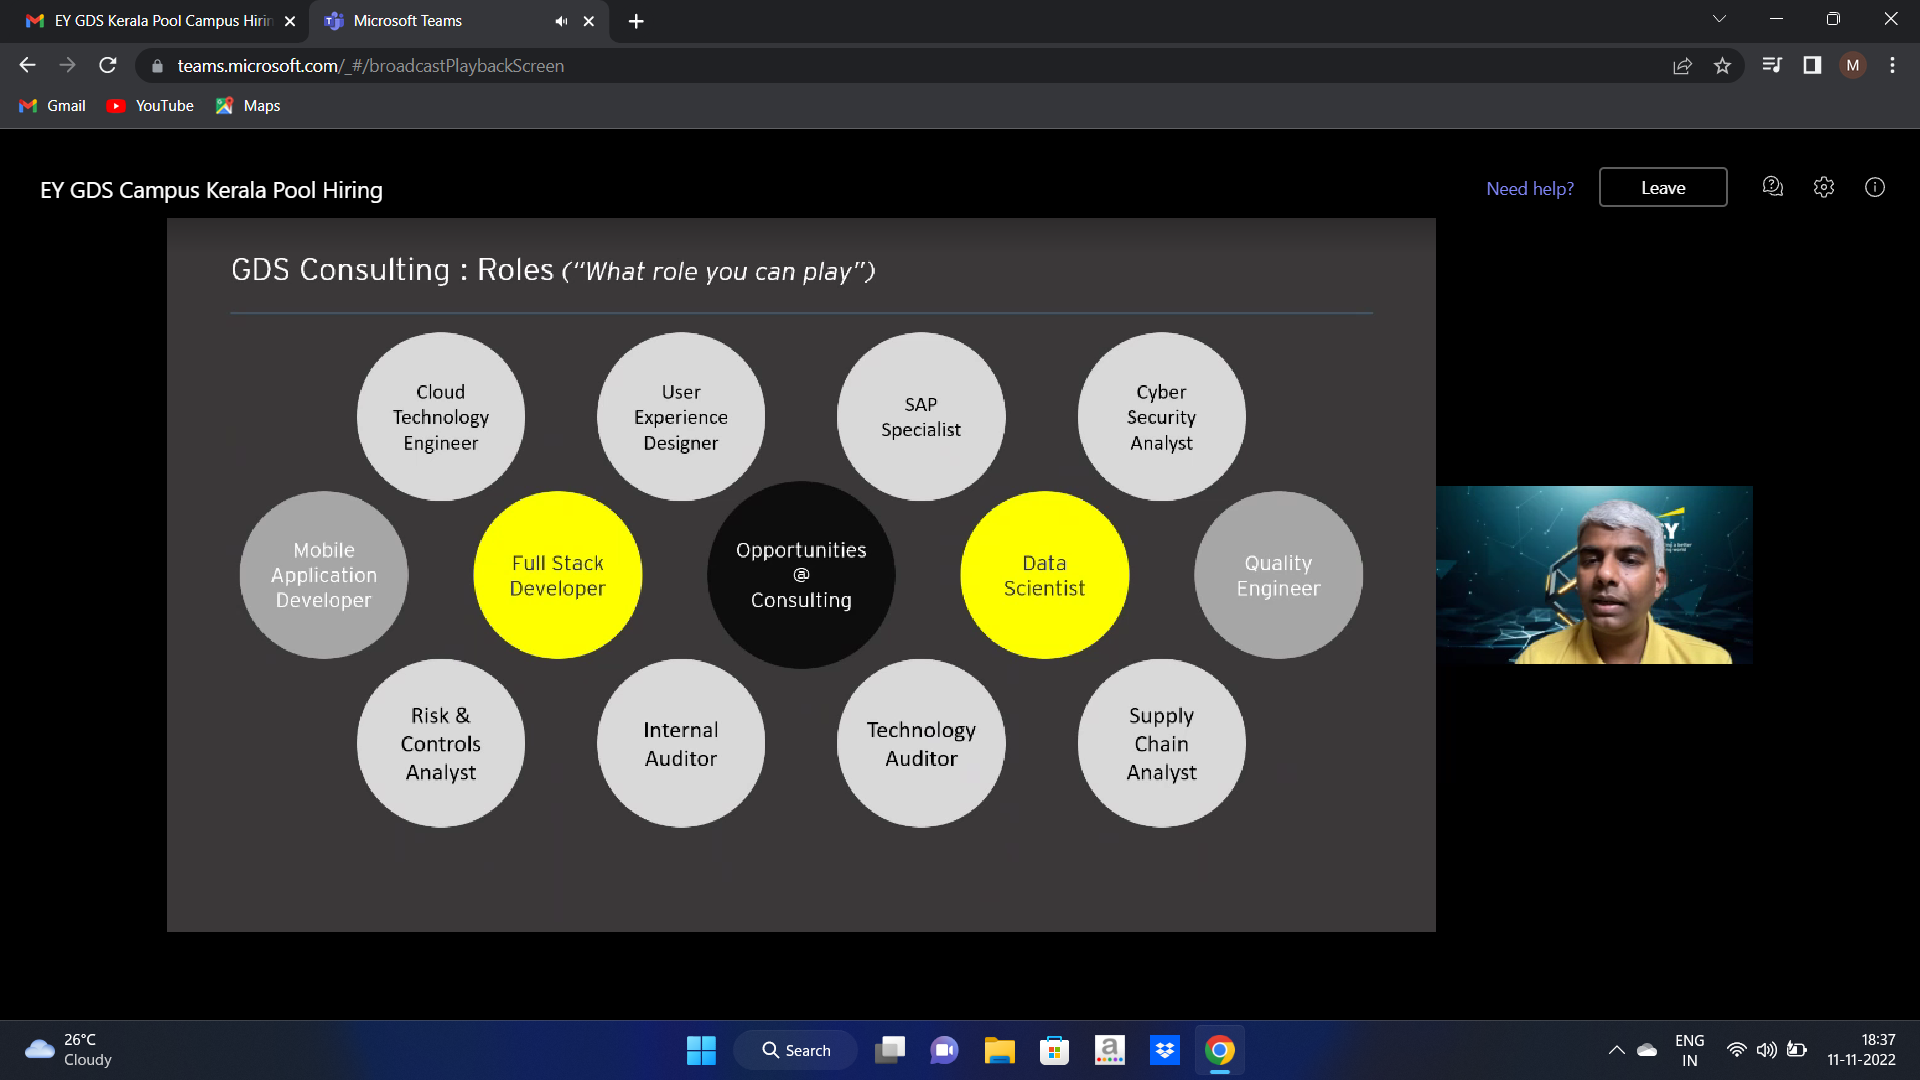 EY GDS Kerala Pool Campus Hirin
Microsoft Teams
teams.microsoft.com/_#/broadcastPlaybackScreen
M
Gmail
YouTube
Maps
EY GDS Campus Kerala Pool Hiring
Need help?
Leave
GDS Consulting : Roles (“What role you can play”)
Cloud
Technology
Engineer
User
Experience
Designer
SAP
Specialist
Cyber
Security
Analyst
Mobile
Application
Developer
Full Stack
Developer
Opportunities
@
Consulting
Data
Scientist
Quality
Engineer
Risk &
Controls
Analyst
Internal
Auditor
Technology
Auditor
Supply
Chain
Analyst
26°C
Cloudy
Search
ENG
IN
18:37
11-11-2022